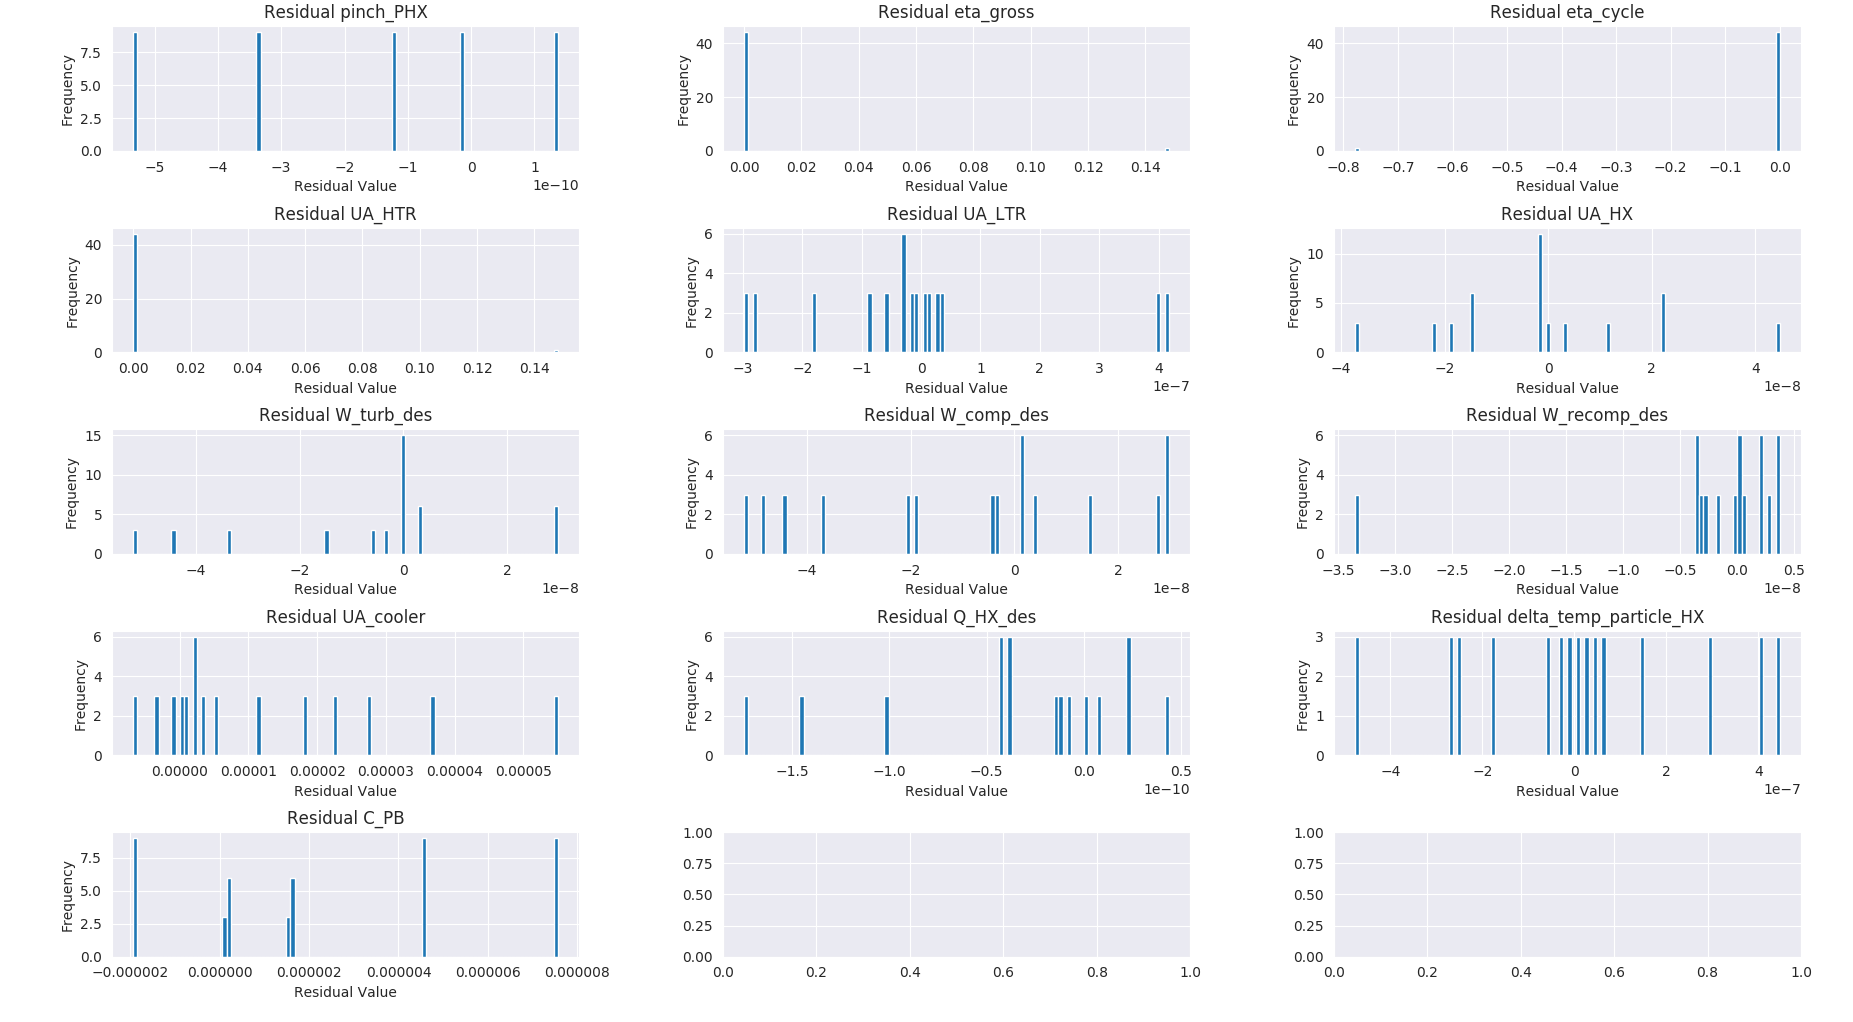 Residual pinch_PHX Residual eta_gross Residual eta_cycle
Frequency 7.5 5.0 2.5 0.0
−5 −4 −3 −2 −1 0 1
Residual Value 1e−10
Frequency 40 20 0
0.00 0.02 0.04 0.06 0.08 0.10 0.12 0.14
Residual Value
Frequency 40 20 0
−0.8 −0.7 −0.6 −0.5 −0.4 −0.3 −0.2 −0.1 0.0
Residual Value
Residual UA_HTR Residual UA_LTR Residual UA_HX
Frequency 40 20 0
0.00 0.02 0.04 0.06 0.08 0.10 0.12 0.14
Residual Value
Frequency 6 4 2 0
−3 −2 −1 0 1 2 3 4
Residual Value 1e−7
Frequency 10 5 0
−4 −2 0 2 4
Residual Value 1e−8
Residual W_turb_des Residual W_comp_des Residual W_recomp_des
Frequency 15 10 5 0
−4 −2 0 2
Residual Value 1e−8
Frequency 6 4 2 0
−4 −2 0 2
Residual Value 1e−8
Frequency 6 4 2 0
−3.5 −3.0 −2.5 −2.0 −1.5 −1.0 −0.5 0.0 0.5
Residual Value 1e−8
Residual UA_cooler Residual Q_HX_des Residual delta_temp_particle_HX
Frequency 6 4 2 0
0.00000 0.00001 0.00002 0.00003 0.00004 0.00005
Residual Value
Frequency 6 4 2 0
−1.5 −1.0 −0.5 0.0 0.5
Residual Value 1e−10
Frequency 3 2 1 0
−4 −2 0 2 4
Residual Value 1e−7
Residual C_PB
Frequency 7.5 5.0 2.5 0.0
−0.000002 0.000000 0.000002 0.000004 0.000006 0.000008
Residual Value
1.00 0.75 0.50 0.25 0.00
0.0 0.2 0.4 0.6 0.8 1.0
1.00 0.75 0.50 0.25 0.00
0.0 0.2 0.4 0.6 0.8 1.0